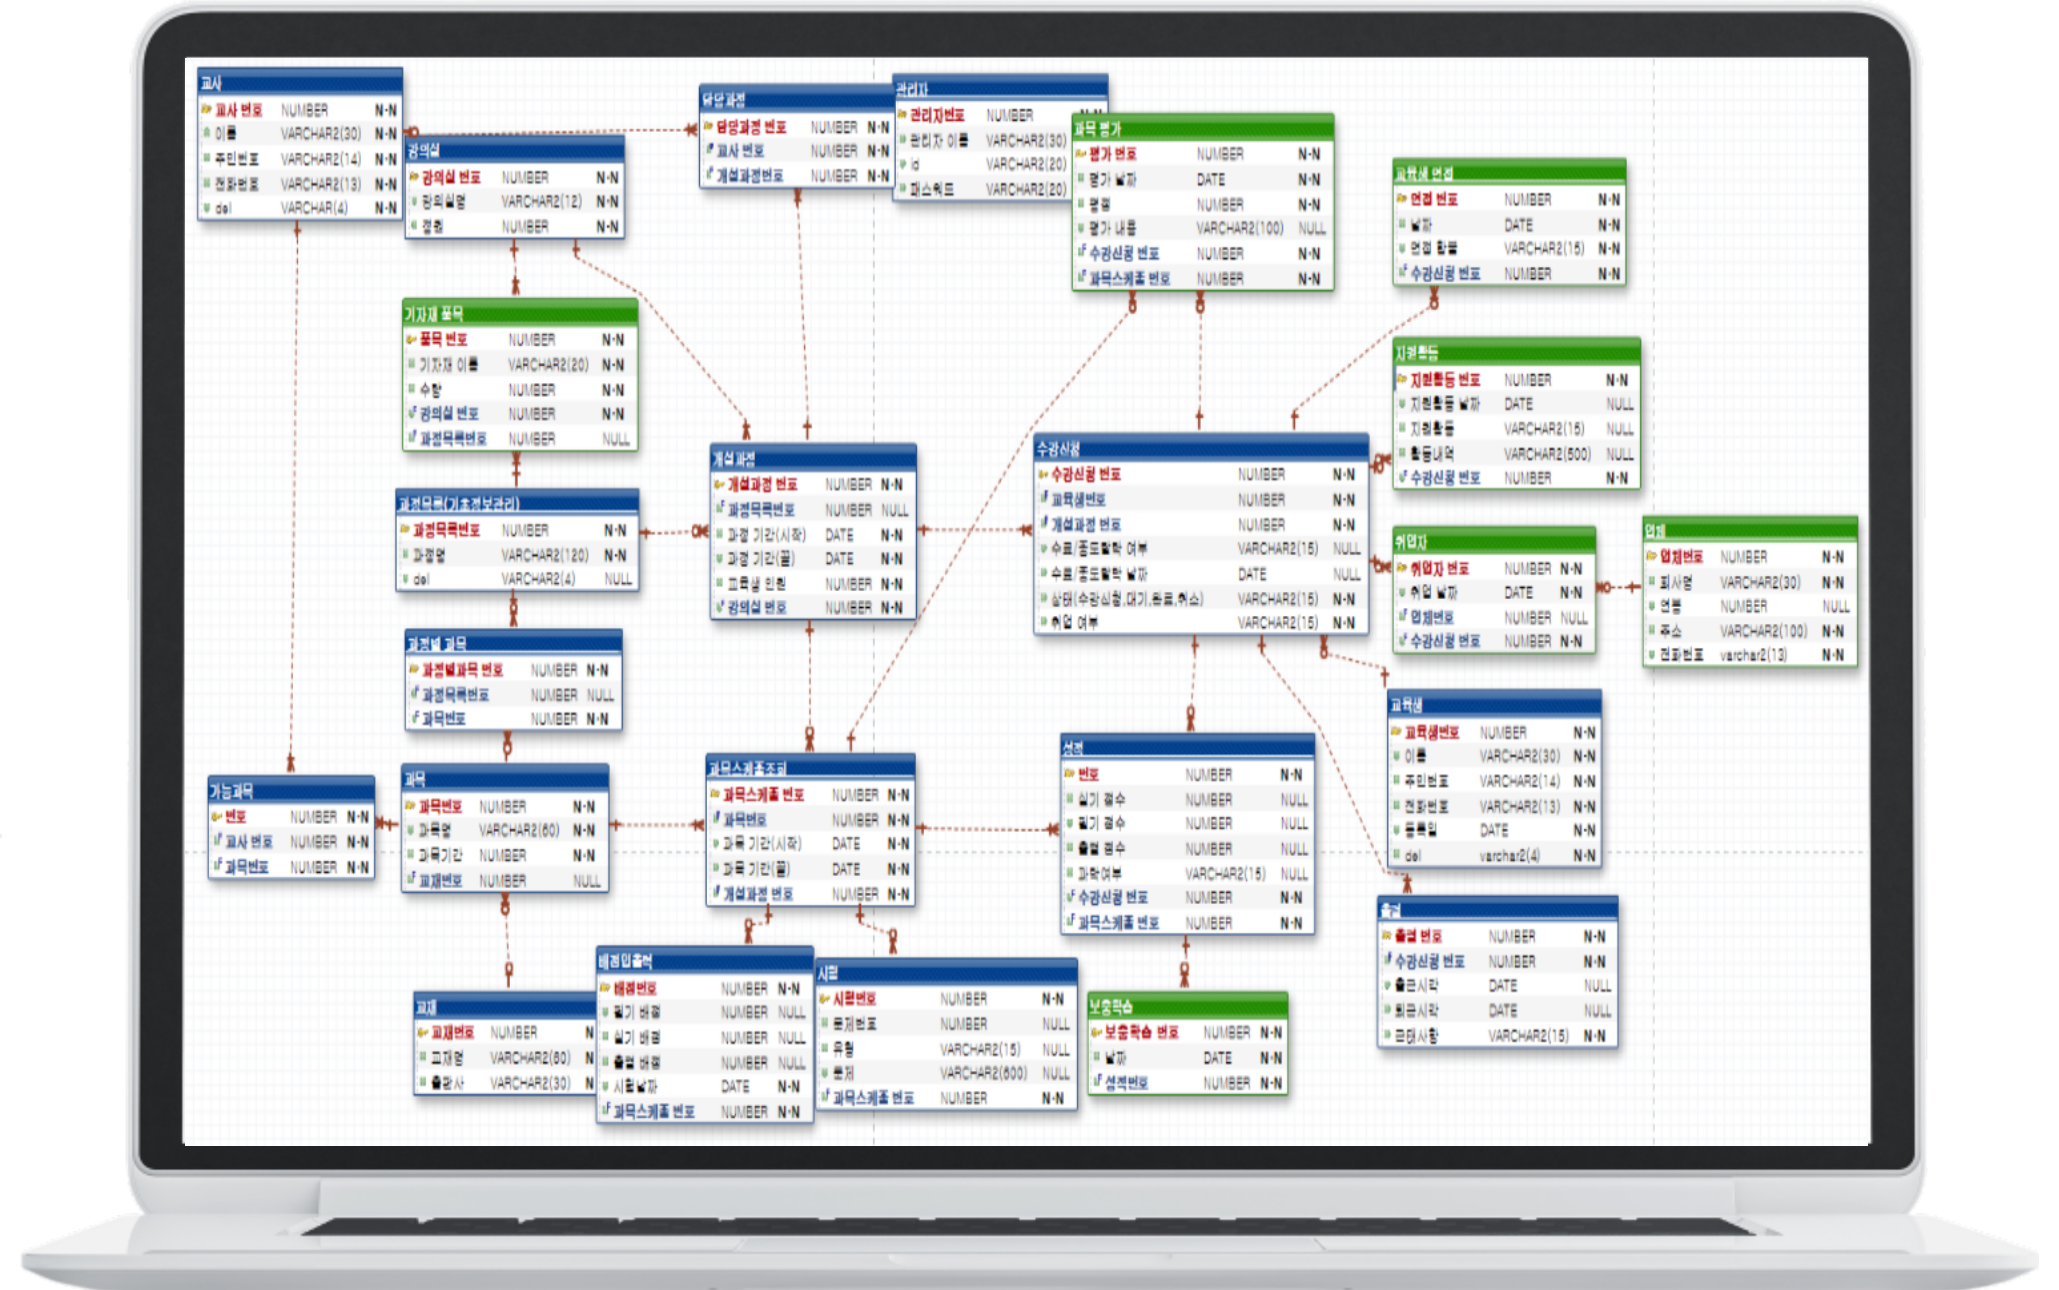 교사
교사 번호 NUMBER N-N
이름 VARCHAR2(30) N-N
주민번호 VARCHAR2(14) N-N
전화번호 VARCHAR2(13) N-N
del VARCHAR(4) N-N
강의실
강의실 번호 NUMBER N-N
강의실명 VARCHAR2(12) N-N
정원 NUMBER N-N
담당과정
담당과정 번호 NUMBER N-N
교사 번호 NUMBER N-N
개설과정번호 NUMBER N-N
관리자
관리자번호 NUMBER
관리자 이름 VARCHAR2(30)
id VARCHAR2(20)
패스워드 VARCHAR2(20)
과목 평가
평가 번호 NUMBER N-N
평가 날짜 DATE N-N
평점 NUMBER N-N
평가 내용 VARCHAR2(100) NULL
수강신청 번호 NUMBER N-N
과목스케줄 번호 NUMBER N-N
교육생 면접
면접 번호 NUMBER N-N
날짜 DATE N-N
면접 활불 VARCHAR2(15) N-N
수강신청 번호 NUMBER N-N
기자재 품목
품목 번호 NUMBER N-N
기자재 이름 VARCHAR2(20) N-N
수량 NUMBER N-N
강의실 번호 NUMBER N-N
과정목록번호 NUMBER NULL
지원활동
지원활동 번호 NUMBER N-N
지원활동 날짜 DATE NULL
지원활동 VARCHAR2(15) NULL
활동내역 VARCHAR2(500) NULL
수강신청 번호 NUMBER N-N
과정목록(기초정보관리)
과정목록번호 NUMBER N-N
과정명 VARCHAR2(120) N-N
del VARCHAR2(4) NULL
개설과정
개설과정 번호 NUMBER N-N
과정목록번호 NUMBER NULL
과정 기간(시작) DATE N-N
과정 기간(끝) DATE N-N
교육생 인원 NUMBER N-N
강의실 번호 NUMBER N-N
수강신청
수강신청 번호 NUMBER N-N
교육생번호 NUMBER N-N
개설과정 번호 NUMBER N-N
수료/중도탈락 여부 VARCHAR2(15) NULL
수료/중도탈락 날짜 DATE NULL
상태(수강신청,대기,완료,취소) VARCHAR2(15) N-N
취업 여부 VARCHAR2(15) N-N
취업자
취업자 번호 NUMBER N-N
취업 날짜 DATE N-N
업체번호 NUMBER NULL
수강신청 번호 NUMBER N-N
업체
업체번호 NUMBER N-N
회사명 VARCHAR2(30) N-N
연봉 NUMBER NULL
주소 VARCHAR2(100) N-N
전화번호 varchar2(13) N-N
과정별 과목
과정별과목 번호 NUMBER N-N
과정목록번호 NUMBER NULL
과목번호 NUMBER N-N
가능과목
번호 NUMBER N-N
교사 번호 NUMBER N-N
과목번호 NUMBER N-N
과목
과목번호 NUMBER N-N
과목명 VARCHAR2(60) N-N
과목기간 NUMBER N-N
교재번호 NUMBER NULL
과목스케줄조회
과목스케줄 번호 NUMBER N-N
과목번호 NUMBER N-N
과목 기간(시작) DATE N-N
과목 기간(끝) DATE N-N
개설과정 번호 NUMBER N-N
성적
번호 NUMBER N-N
실기 점수 NUMBER NULL
필기 점수 NUMBER NULL
출결 점수 NUMBER NULL
과락여부 VARCHAR2(15) NULL
수강신청 번호 NUMBER N-N
과목스케줄 번호 NUMBER N-N
교육생
교육생번호 NUMBER N-N
이름 VARCHAR2(30) N-N
주민번호 VARCHAR2(14) N-N
전화번호 VARCHAR2(13) N-N
등록일 DATE N-N
del varchar2(4) N-N
출결
출결 번호 NUMBER N-N
수강신청 번호 NUMBER N-N
출근시각 DATE NULL
퇴근시각 DATE NULL
근태사항 VARCHAR2(15) N-N
교재
교재번호 NUMBER N
교재명 VARCHAR2(60) N
출판사 VARCHAR2(30) N
배점입출력
배점번호 NUMBER N-N
필기 배점 NUMBER NULL
실기 배점 NUMBER NULL
출결 배점 NUMBER NULL
시험날짜 DATE N-N
과목스케줄 번호 NUMBER N-N
시험
시험번호 NUMBER N-N
문제번호 NUMBER NULL
유형 VARCHAR2(15) NULL
문제 VARCHAR2(600) NULL
과목스케줄 번호 NUMBER N-N
보충학습
보충학습 번호 NUMBER N-N
날짜 DATE N-N
성적번호 NUMBER N-N